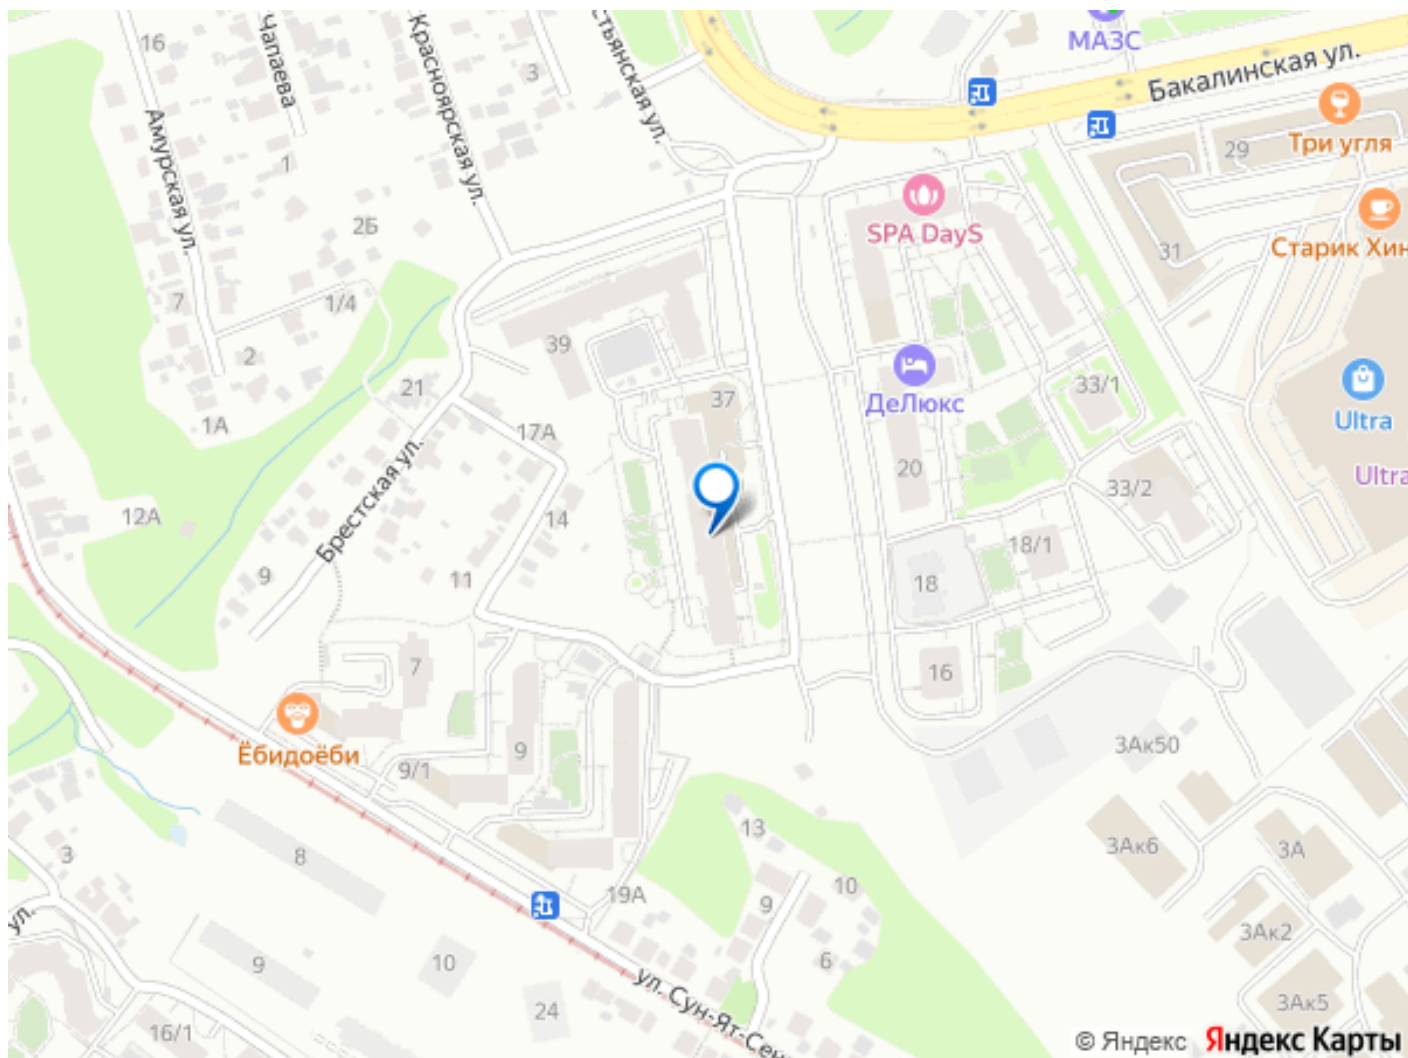 16
Чапаева
Красноярская ул.
3
стьянская ул.
МАЗС
Бакалинская ул.
Три угля
29
Амурская ул.
1
2Б
SPA DayS
31
Старик Хин
7
1/4
2
39
21
1А
17А
37
ДеЛюкс
33/1
Ultra
20
33/2
Ultra
12А
Брестская ул.
14
9
11
18/1
18
7
16
Ёбидоёби
9/1
9
3Ак50
13
3
8
3Ак6
3А
19А
9
10
ул.
9
10
6
3Ак2
24
ул. Сун-Ят-Сен
16/1
3Ак5
© Яндекс Яндекс Карты